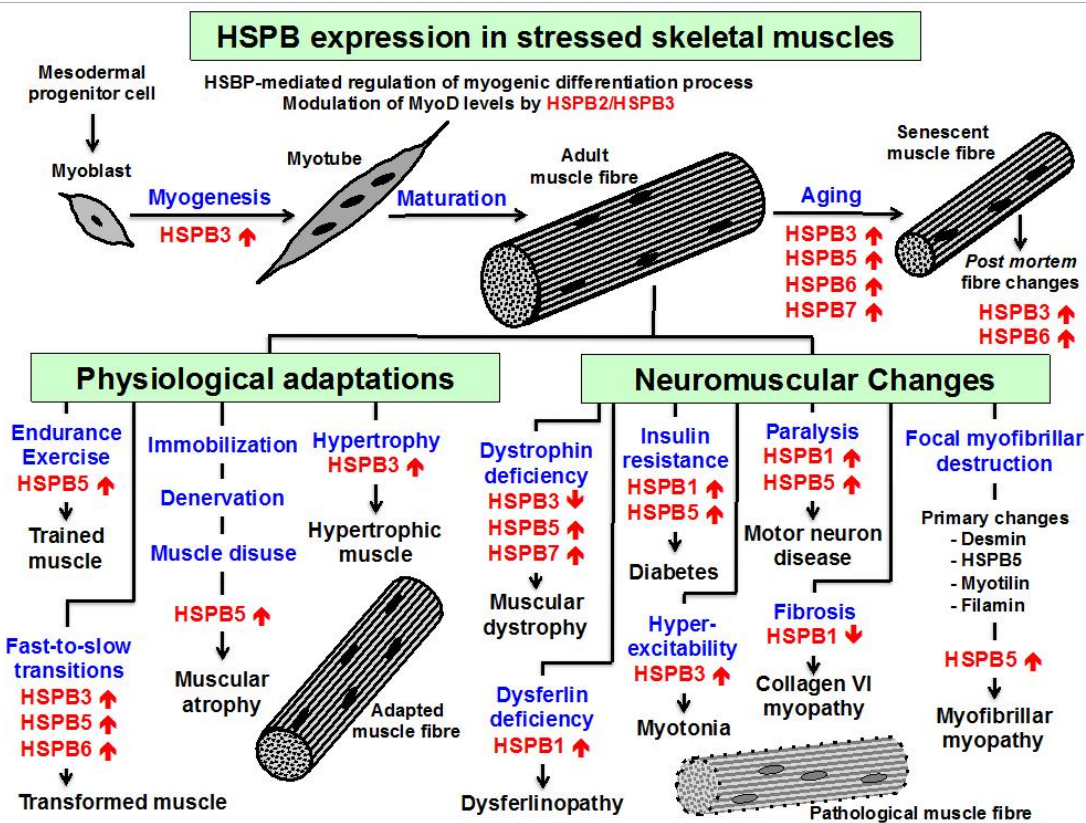 HSPB expression in stressed skeletal muscles
Mesodermal
progenitor cell
HSBP-mediated regulation of myogenic differentiation process
Modulation of MyoD levels by HSPB2/HSPB3
Myoblast
Myogenesis
HSPB3 ↑
Myotube
Maturation
Adult
muscle fibre
Aging
HSPB3 ↑
HSPB5 ↑
HSPB6 ↑
HSPB7 ↑
Senescent
muscle fibre
Post mortem
fibre changes
HSPB3 ↑
HSPB6 ↑
Physiological adaptations
Endurance
Exercise
HSPB5 ↑
Trained
muscle
Fast-to-slow
transitions
HSPB3 ↑
HSPB5 ↑
HSPB6 ↑
Transformed muscle
Immobilization
Denervation
Muscle disuse
HSPB5 ↑
Muscular
atrophy
Hypertrophy
HSPB3 ↑
Hypertrophic
muscle
Adapted
muscle fibre
Neuromuscular Changes
Dystrophin
deficiency
HSPB3 ↓
HSPB5 ↑
HSPB7 ↑
Muscular
dystrophy
Dysferlin
deficiency
HSPB1 ↑
Dysferlinopathy
Insulin
resistance
HSPB1 ↑
HSPB5 ↑
Diabetes
Hyper-
excitability
HSPB3 ↑
Myotonia
Paralysis
HSPB1 ↑
HSPB5 ↑
Motor neuron
disease
Fibrosis
HSPB1 ↓
Collagen VI
myopathy
Focal myofibrillar
destruction
Primary changes
- Desmin
- HSPB5
- Myotilin
- Filamin
HSPB5 ↑
Myofibrillar
myopathy
Pathological muscle fibre